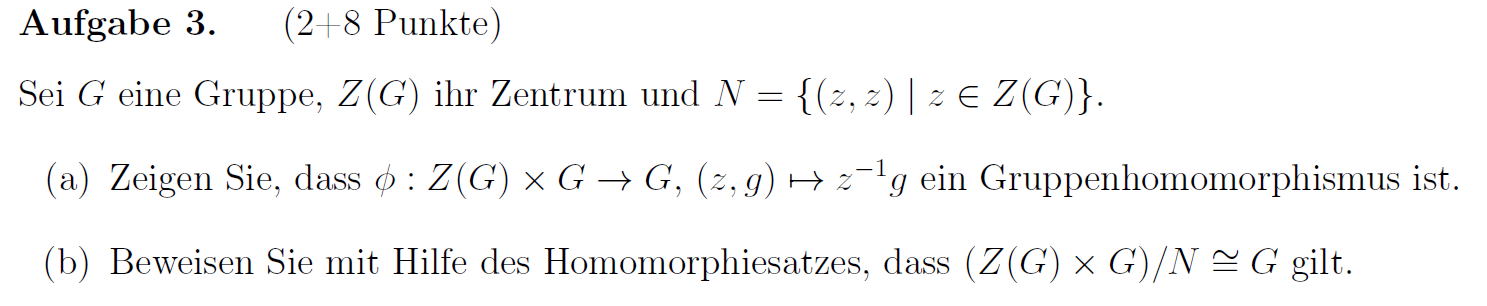 Aufgabe 3. (2+8 Punkte)
Sei G eine Gruppe, Z(G) ihr Zentrum und N = {(z, z) | z ∈ Z(G)}.
(a) Zeigen Sie, dass ϕ : Z(G) × G → G, (z, g) ↦ z⁻¹g ein Gruppenhomomorphismus ist.
(b) Beweisen Sie mit Hilfe des Homomorphiesatzes, dass (Z(G) × G)/N ≅ G gilt.